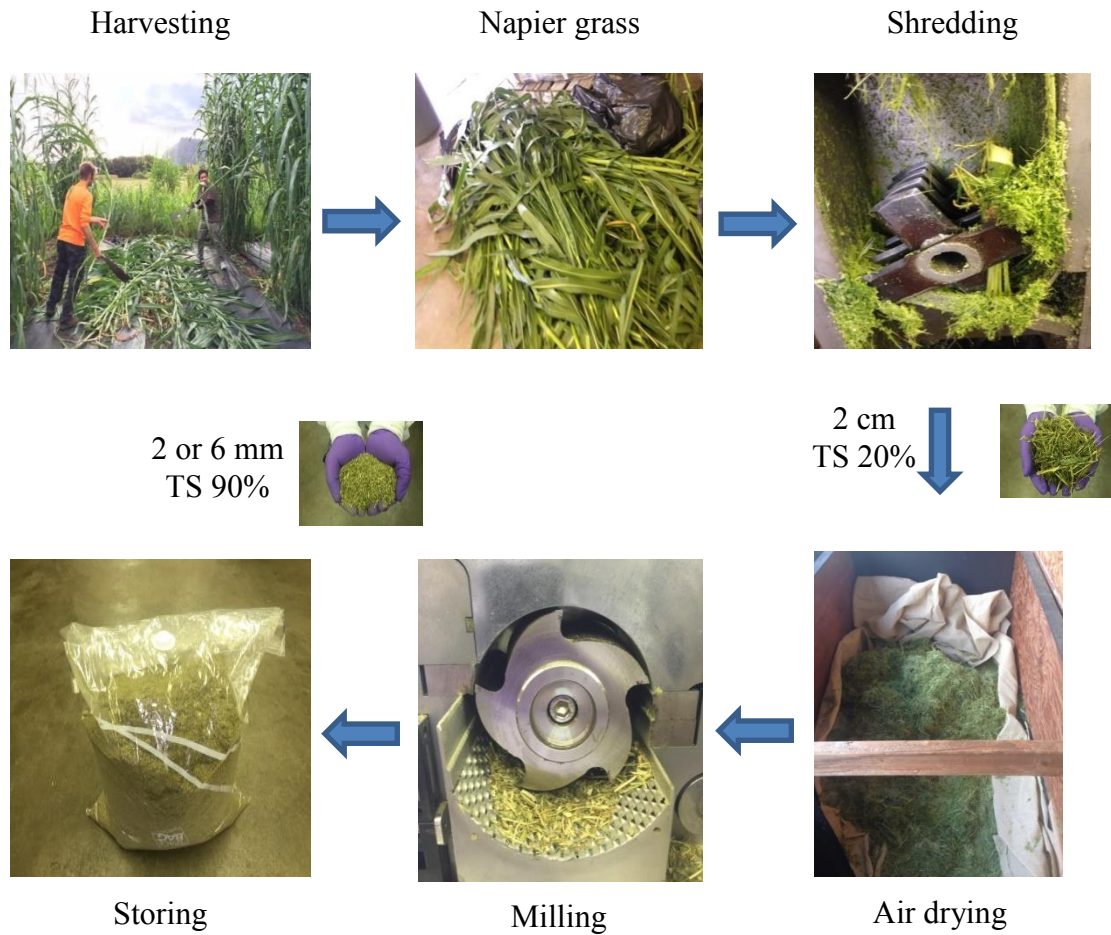 Harvesting
Napier grass
Shredding
2 or 6 mm
TS 90%
2 cm
TS 20%
Storing
Milling
Air drying